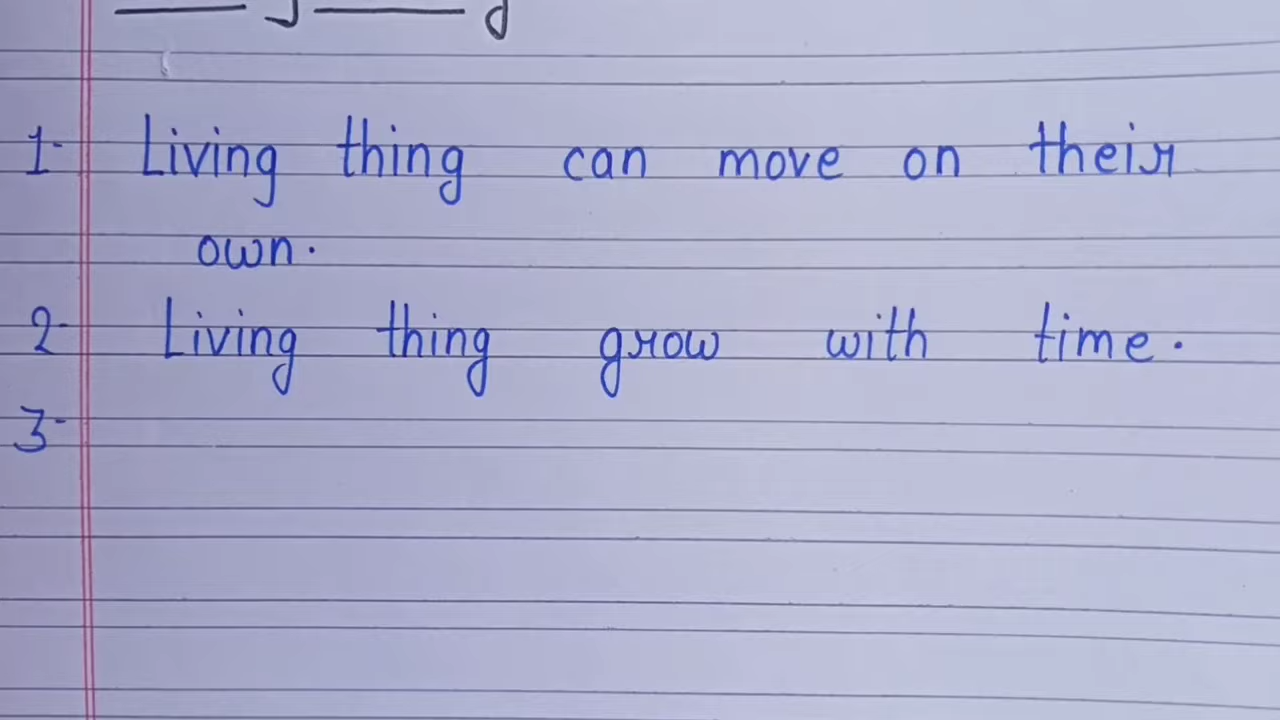 1- Living thing can move on their
own.
2- Living thing grow with time.
3-